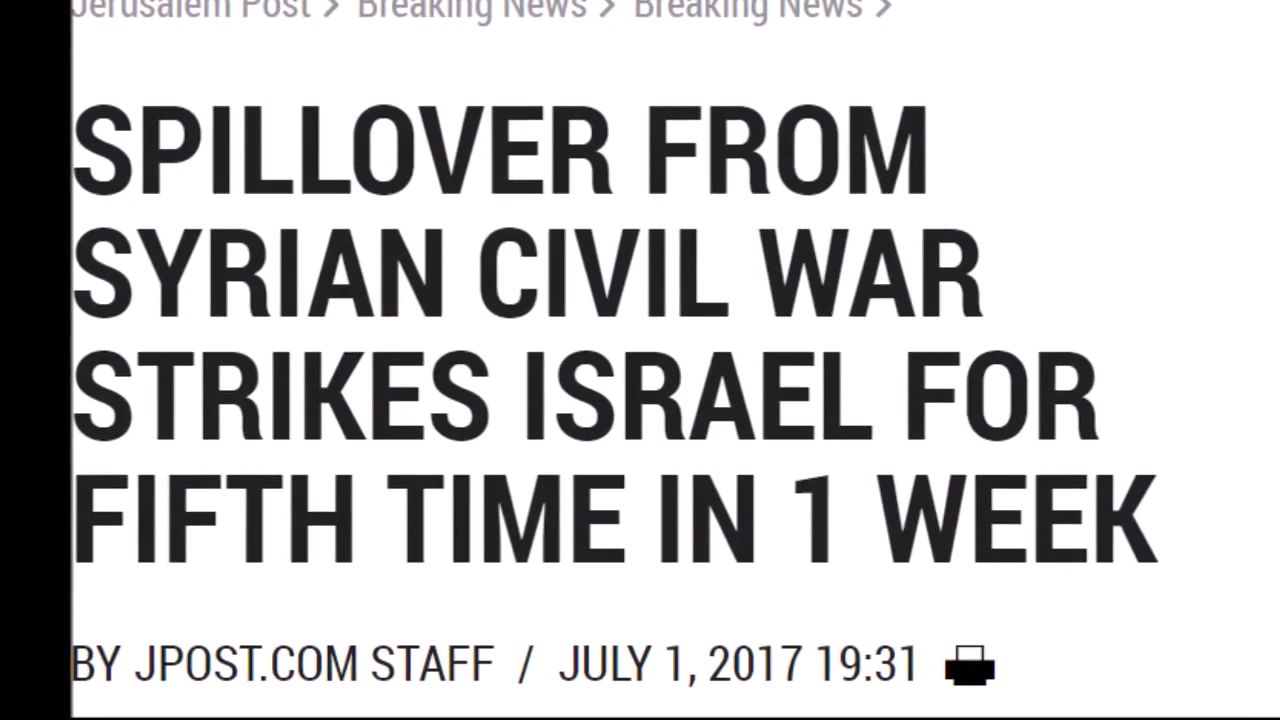 Jerusalem Post > Breaking News > Breaking News >
SPILLOVER FROM
SYRIAN CIVIL WAR
STRIKES ISRAEL FOR
FIFTH TIME IN 1 WEEK
BY JPOST.COM STAFF / JULY 1, 2017 19:31